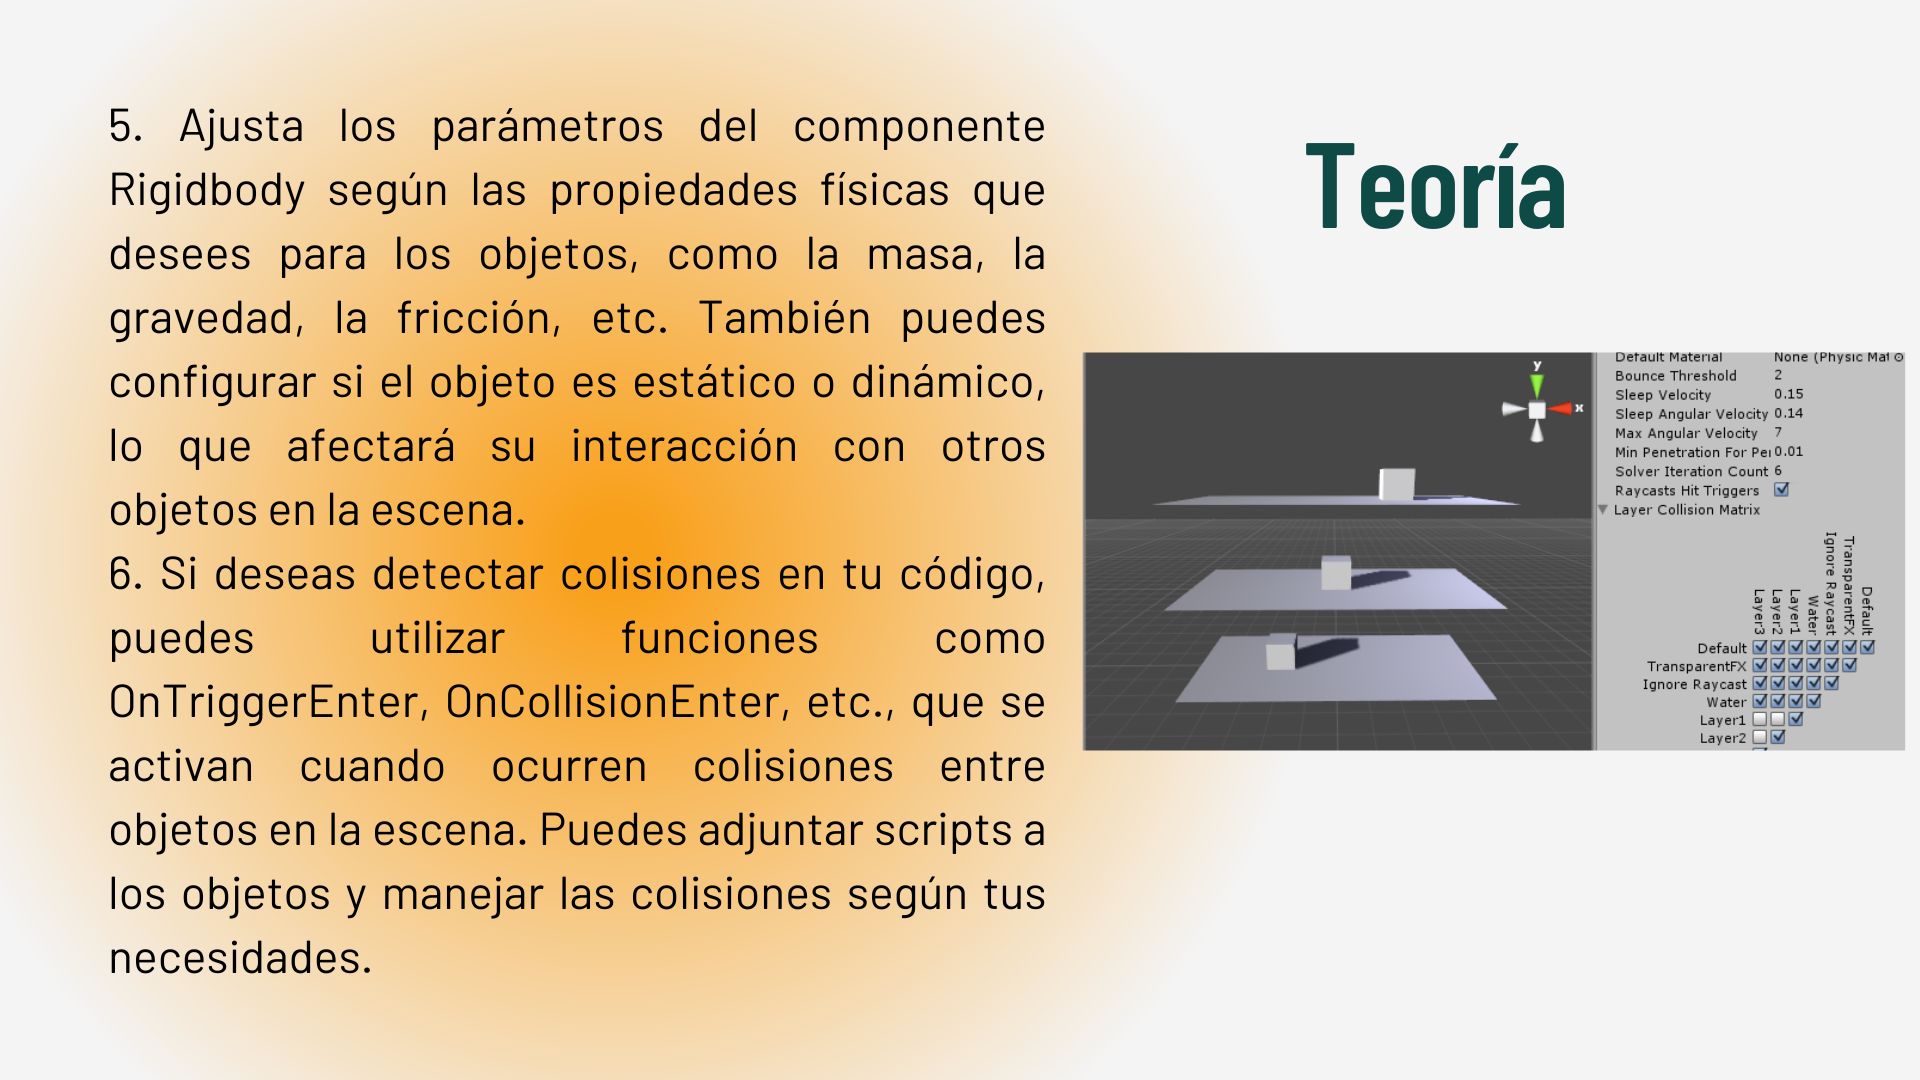 5. Ajusta los parámetros del componente
Rigidbody según las propiedades físicas que
desees para los objetos, como la masa, la
gravedad, la fricción, etc. También puedes
configurar si el objeto es estático o dinámico,
lo que afectará su interacción con otros
objetos en la escena.
6. Si deseas detectar colisiones en tu código,
puedes utilizar funciones como
OnTriggerEnter, OnCollisionEnter, etc., que se
activan cuando ocurren colisiones entre
objetos en la escena. Puedes adjuntar scripts a
los objetos y manejar las colisiones según tus
necesidades.
Teoría
y
x
Default Material None (Physic Mat
Bounce Threshold 2
Sleep Velocity 0.15
Sleep Angular Velocity 0.14
Max Angular Velocity 7
Min Penetration For Per 0.01
Solver Iteration Count 6
Raycasts Hit Triggers
Layer Collision Matrix
Layer3
Layer2
Layer1
Water
Ignore Raycast
TransparentFX
Default
Default
TransparentFX
Ignore Raycast
Water
Layer1
Layer2